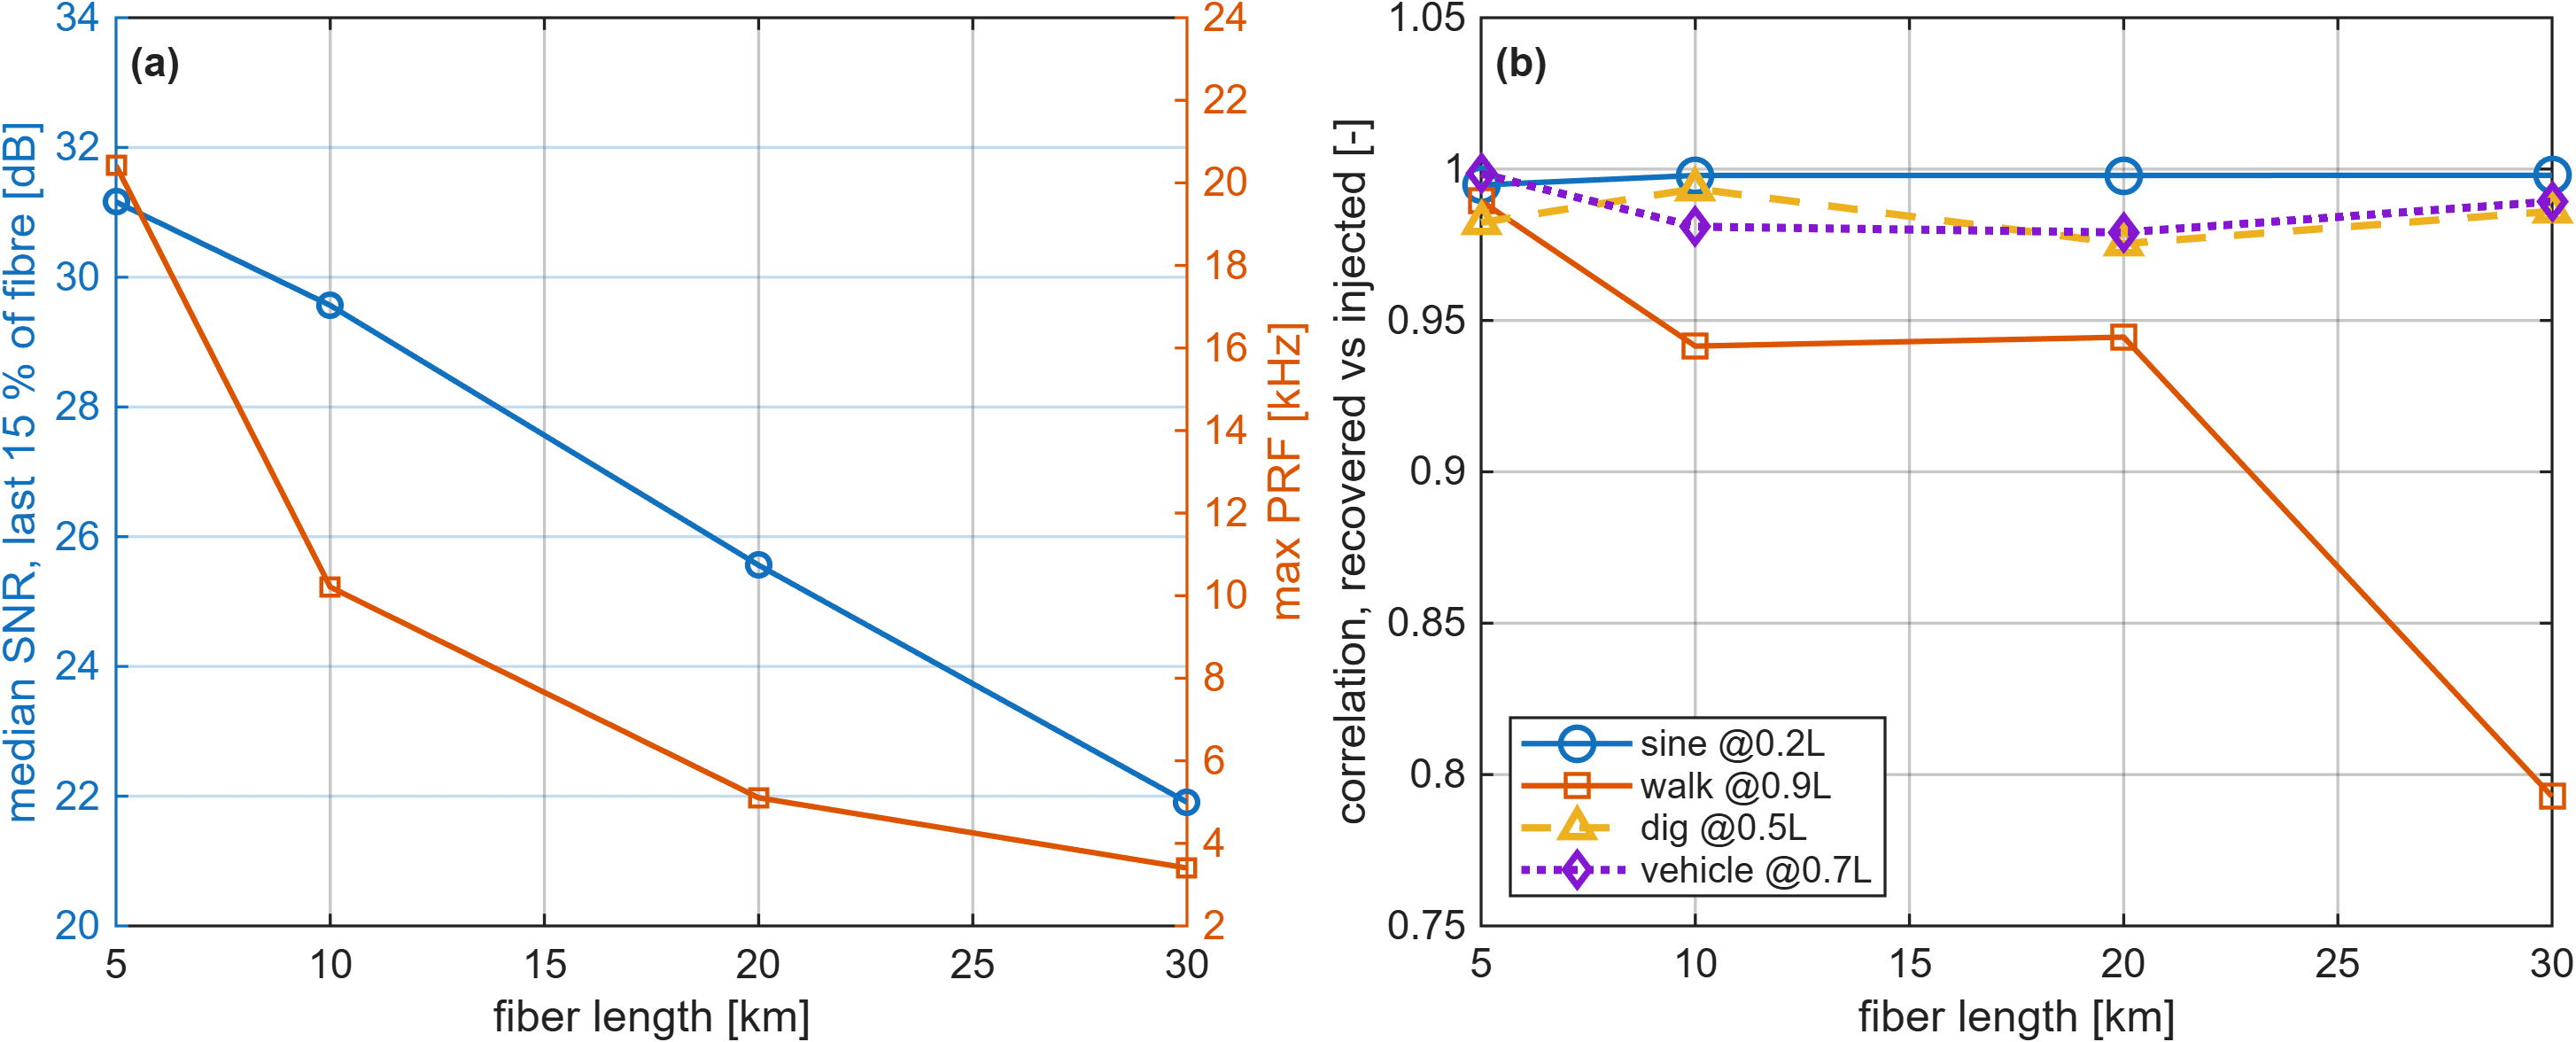 (a)
median SNR, last 15 % of fibre [dB]
34
32
30
28
26
24
22
20
24
22
20
18
16
14
12
10
8
6
4
2
max PRF [kHz]
5 10 15 20 25 30
fiber length [km]
(b)
correlation, recovered vs injected [-]
1.05
1
0.95
0.9
0.85
0.8
0.75
sine @0.2L
walk @0.9L
dig @0.5L
vehicle @0.7L
5 10 15 20 25 30
fiber length [km]